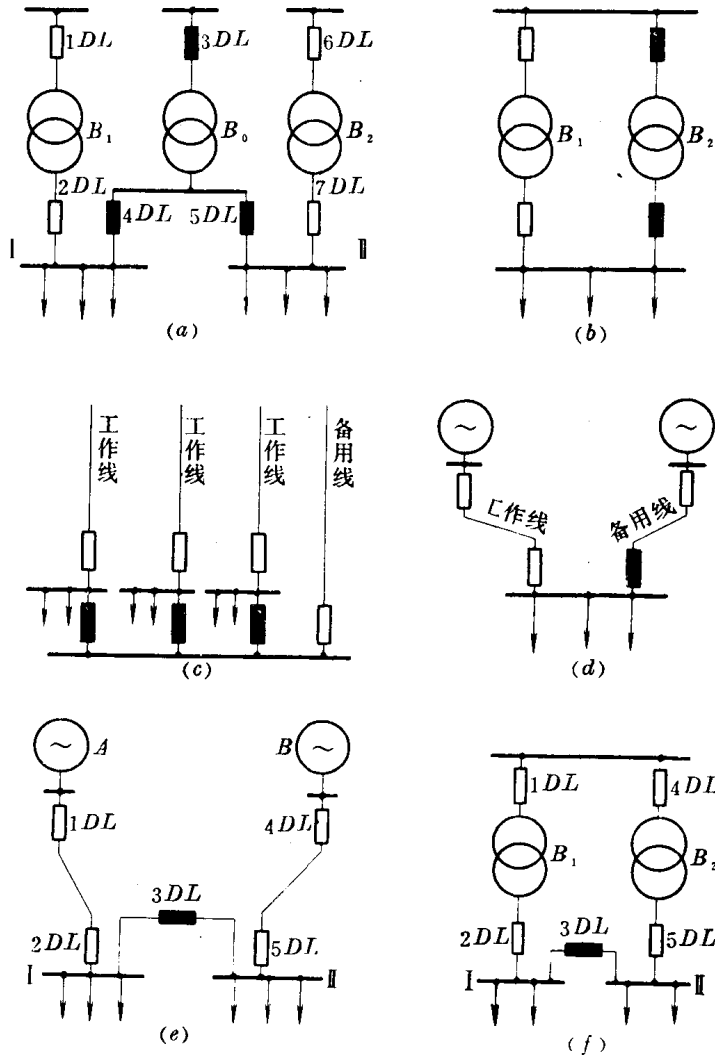 1DL 3DL 6DL
B₁ B₀ B₂
2DL 4DL 5DL 7DL
Ⅰ Ⅱ
(a)
B₁ B₂
(b)
工作线 工作线 工作线 备用线
(c)
工作线 备用线
(d)
~ A ~ B
1DL 4DL
3DL
2DL 5DL
Ⅰ Ⅱ
(e)
1DL 4DL
B₁ B₂
2DL 3DL 5DL
Ⅰ Ⅱ
(f)